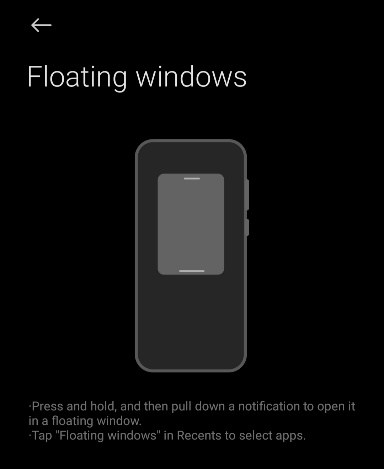 Floating windows
·Press and hold, and then pull down a notification to open it
in a floating window.
·Tap "Floating windows" in Recents to select apps.